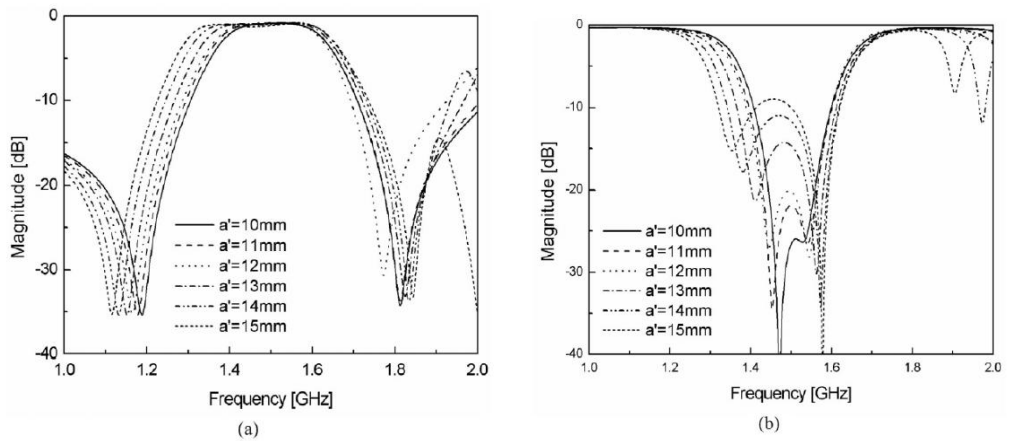 0
-10
-20
-30
-40
Magnitude [dB]
a'=10mm
a'=11mm
a'=12mm
a'=13mm
a'=14mm
a'=15mm
1.0 1.2 1.4 1.6 1.8 2.0
Frequency [GHz]
(a)
0
-10
-20
-30
-40
Magnitude [dB]
a'=10mm
a'=11mm
a'=12mm
a'=13mm
a'=14mm
a'=15mm
1.0 1.2 1.4 1.6 1.8 2.0
Frequency [GHz]
(b)